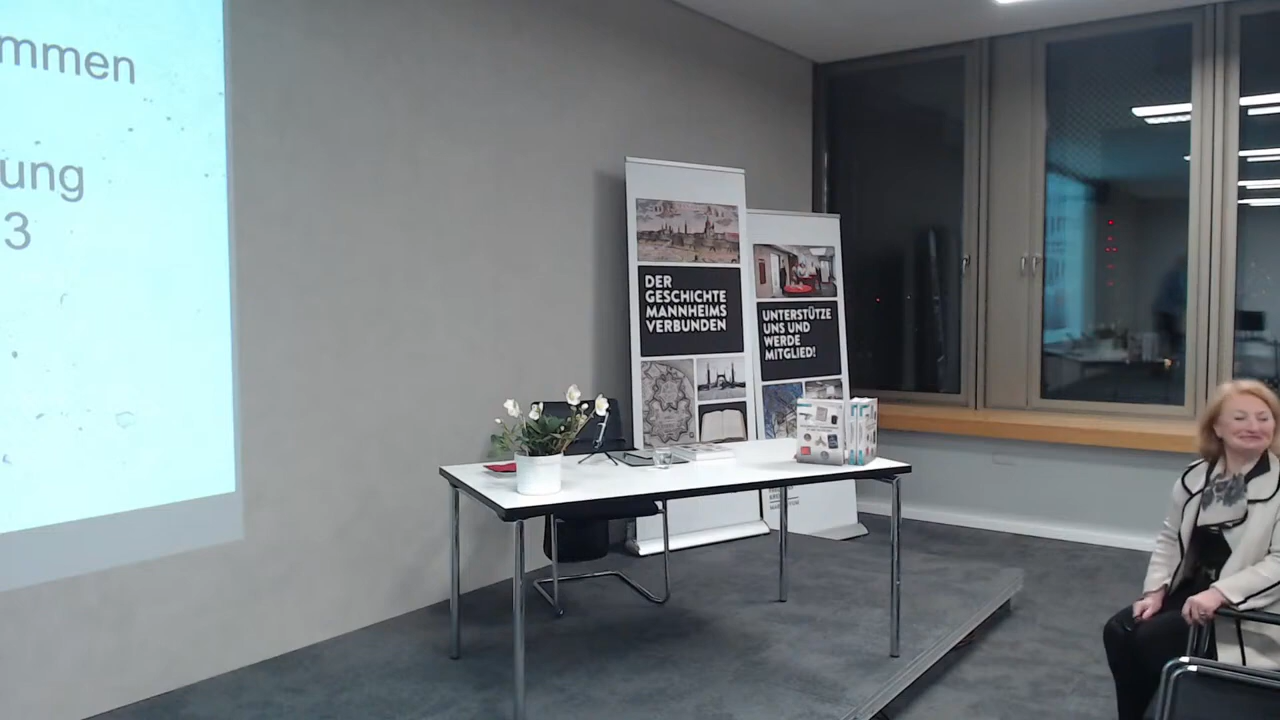 mmen
ung
3
DER
GESCHICHTE
MANNHEIMS
VERBUNDEN
UNTERSTÜTZE
UNS UND
WERDE
MITGLIED!